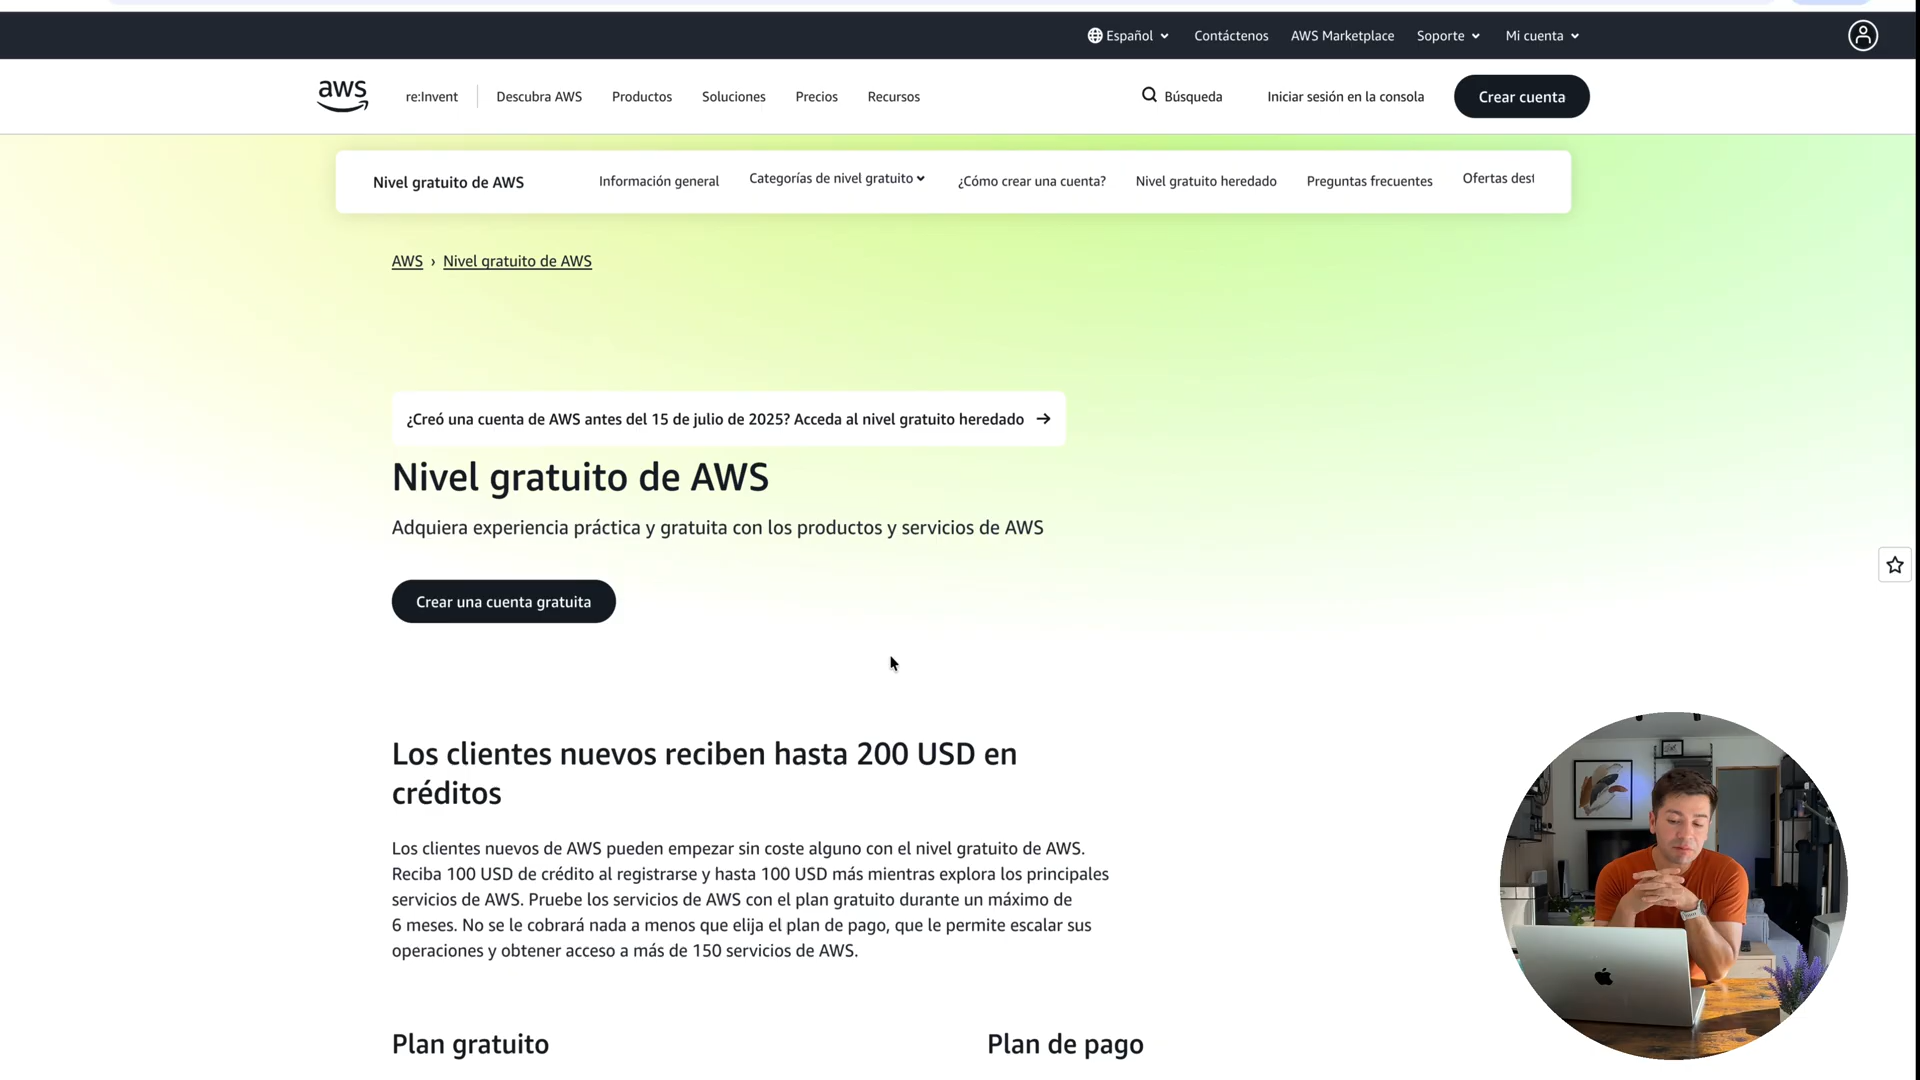 Español
Contáctenos
AWS Marketplace
Soporte
Mi cuenta
aws
re:Invent
Descubra AWS
Productos
Soluciones
Precios
Recursos
Búsqueda
Iniciar sesión en la consola
Crear cuenta
Nivel gratuito de AWS
Información general
Categorías de nivel gratuito
¿Cómo crear una cuenta?
Nivel gratuito heredado
Preguntas frecuentes
Ofertas dest
AWS › Nivel gratuito de AWS
¿Creó una cuenta de AWS antes del 15 de julio de 2025? Acceda al nivel gratuito heredado →
Nivel gratuito de AWS
Adquiera experiencia práctica y gratuita con los productos y servicios de AWS
Crear una cuenta gratuita
Los clientes nuevos reciben hasta 200 USD en
créditos
Los clientes nuevos de AWS pueden empezar sin coste alguno con el nivel gratuito de AWS.
Reciba 100 USD de crédito al registrarse y hasta 100 USD más mientras explora los principales
servicios de AWS. Pruebe los servicios de AWS con el plan gratuito durante un máximo de
6 meses. No se le cobrará nada a menos que elija el plan de pago, que le permite escalar sus
operaciones y obtener acceso a más de 150 servicios de AWS.
Plan gratuito
Plan de pago